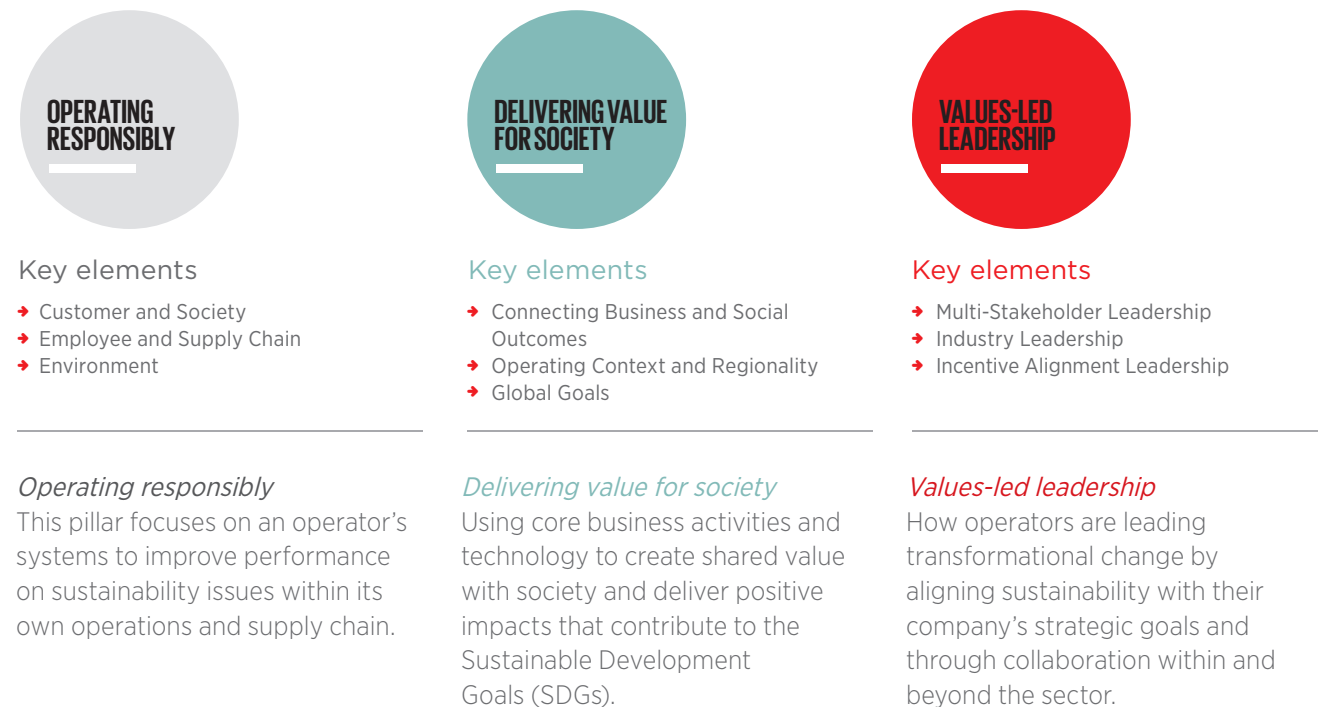 OPERATING
RESPONSIBLY
Key elements
Customer and Society
Employee and Supply Chain
Environment
Operating responsibly
This pillar focuses on an operator’s
systems to improve performance
on sustainability issues within its
own operations and supply chain.
DELIVERING VALUE
FOR SOCIETY
Key elements
Connecting Business and Social
Outcomes
Operating Context and Regionality
Global Goals
Delivering value for society
Using core business activities and
technology to create shared value
with society and deliver positive
impacts that contribute to the
Sustainable Development
Goals (SDGs).
VALUES-LED
LEADERSHIP
Key elements
Multi-Stakeholder Leadership
Industry Leadership
Incentive Alignment Leadership
Values-led leadership
How operators are leading
transformational change by
aligning sustainability with their
company’s strategic goals and
through collaboration within and
beyond the sector.